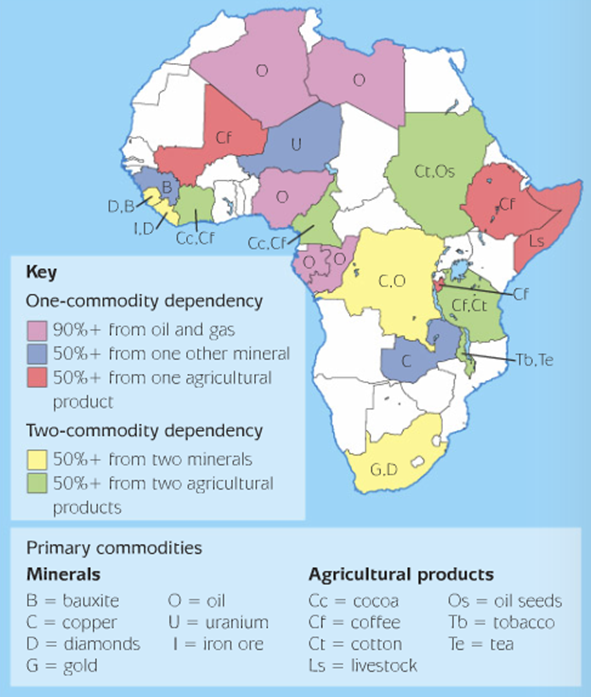 O
O
Cf
U
Ct,Os
B
O
Cf
D,B
I,D
Cc,Cf
Cc,Cf
Ls
O
O
C,O
Cf
Cf,Ct
C
Tb,Te
G,D
Key
One-commodity dependency
90%+ from oil and gas
50%+ from one other mineral
50%+ from one agricultural
product
Two-commodity dependency
50%+ from two minerals
50%+ from two agricultural
products
Primary commodities
Minerals
B = bauxite
C = copper
D = diamonds
G = gold
O = oil
U = uranium
I = iron ore
Agricultural products
Cc = cocoa
Cf = coffee
Ct = cotton
Ls = livestock
Os = oil seeds
Tb = tobacco
Te = tea